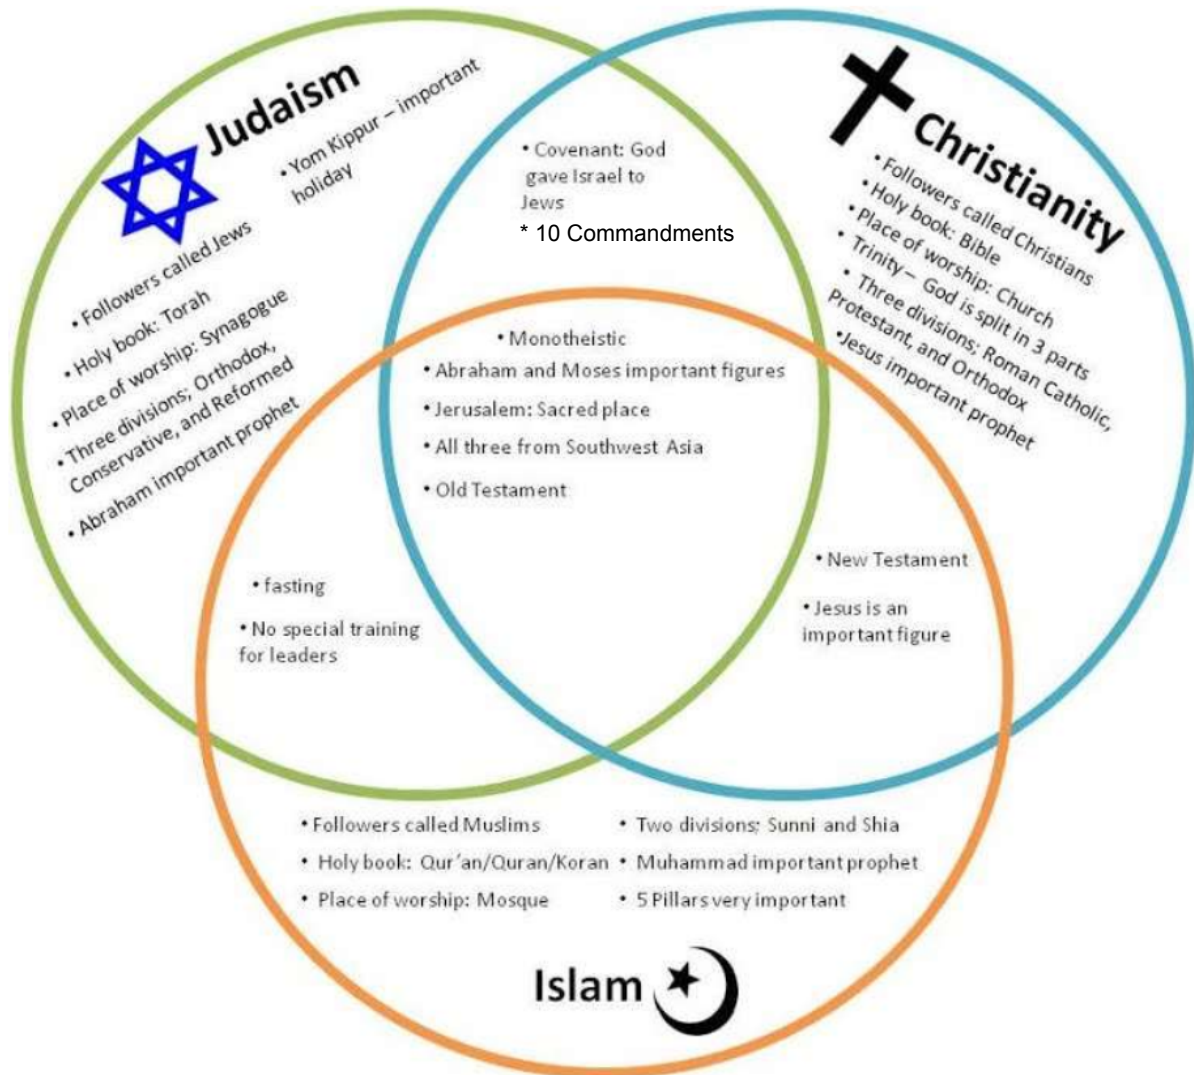 Judaism
• Yom Kippur – important
holiday
• Followers called Jews
• Holy book: Torah
• Place of worship: Synagogue
• Three divisions; Orthodox,
Conservative, and Reformed
• Abraham important prophet
• Covenant: God
gave Israel to
Jews
* 10 Commandments
Christianity
• Followers called Christians
• Holy book: Bible
• Place of worship: Church
• Trinity – God is split in 3 parts
• Three divisions; Roman Catholic,
Protestant, and Orthodox
•Jesus important prophet
• Monotheistic
• Abraham and Moses important figures
• Jerusalem: Sacred place
• All three from Southwest Asia
• Old Testament
• fasting
• No special training
for leaders
• New Testament
• Jesus is an
important figure
• Followers called Muslims
• Holy book: Qur'an/Quran/Koran
• Place of worship: Mosque
• Two divisions; Sunni and Shia
• Muhammad important prophet
• 5 Pillars very important
Islam